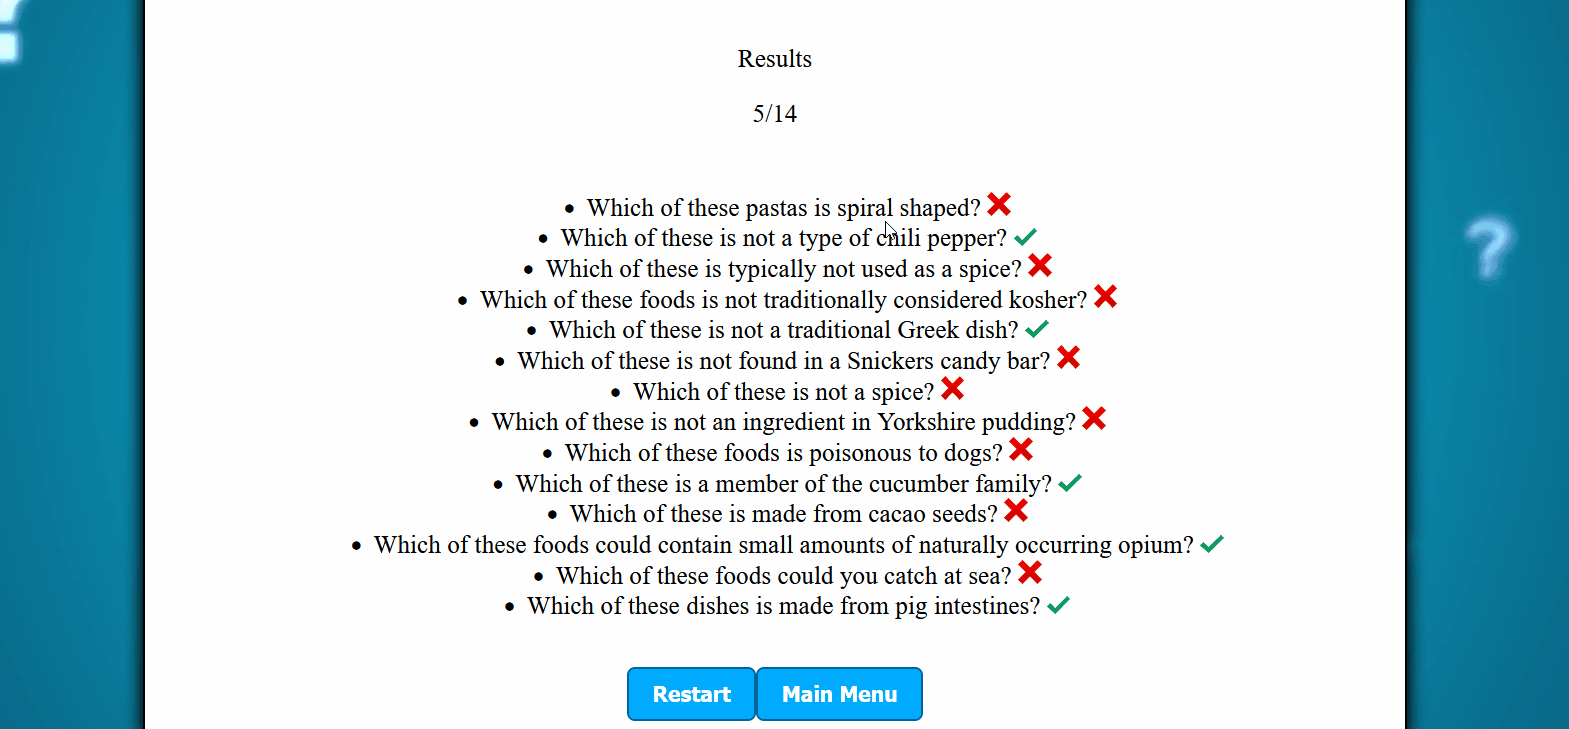 Results
5/14
• Which of these pastas is spiral shaped? ❌
• Which of these is not a type of chili pepper? ✓
• Which of these is typically not used as a spice? ❌
• Which of these foods is not traditionally considered kosher? ❌
• Which of these is not a traditional Greek dish? ✓
• Which of these is not found in a Snickers candy bar? ❌
• Which of these is not a spice? ❌
• Which of these is not an ingredient in Yorkshire pudding? ❌
• Which of these foods is poisonous to dogs? ❌
• Which of these is a member of the cucumber family? ✓
• Which of these is made from cacao seeds? ❌
• Which of these foods could contain small amounts of naturally occurring opium? ✓
• Which of these foods could you catch at sea? ❌
• Which of these dishes is made from pig intestines? ✓
Restart Main Menu
? ?